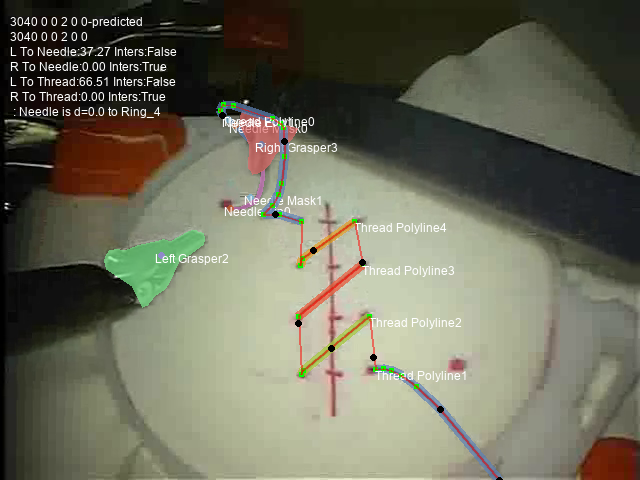 3040 0 0 2 0 0-predicted
3040 0 0 2 0 0
L To Needle:37.27 Inters:False
R To Needle:0.00 Inters:True
L To Thread:66.51 Inters:False
R To Thread:0.00 Inters:True
: Needle is d=0.0 to Ring_4
Thread Polyline0
Needle Mask0
Right Grasper3
Needle Mask1
Thread Polyline4
Left Grasper2
Thread Polyline3
Thread Polyline2
Thread Polyline1